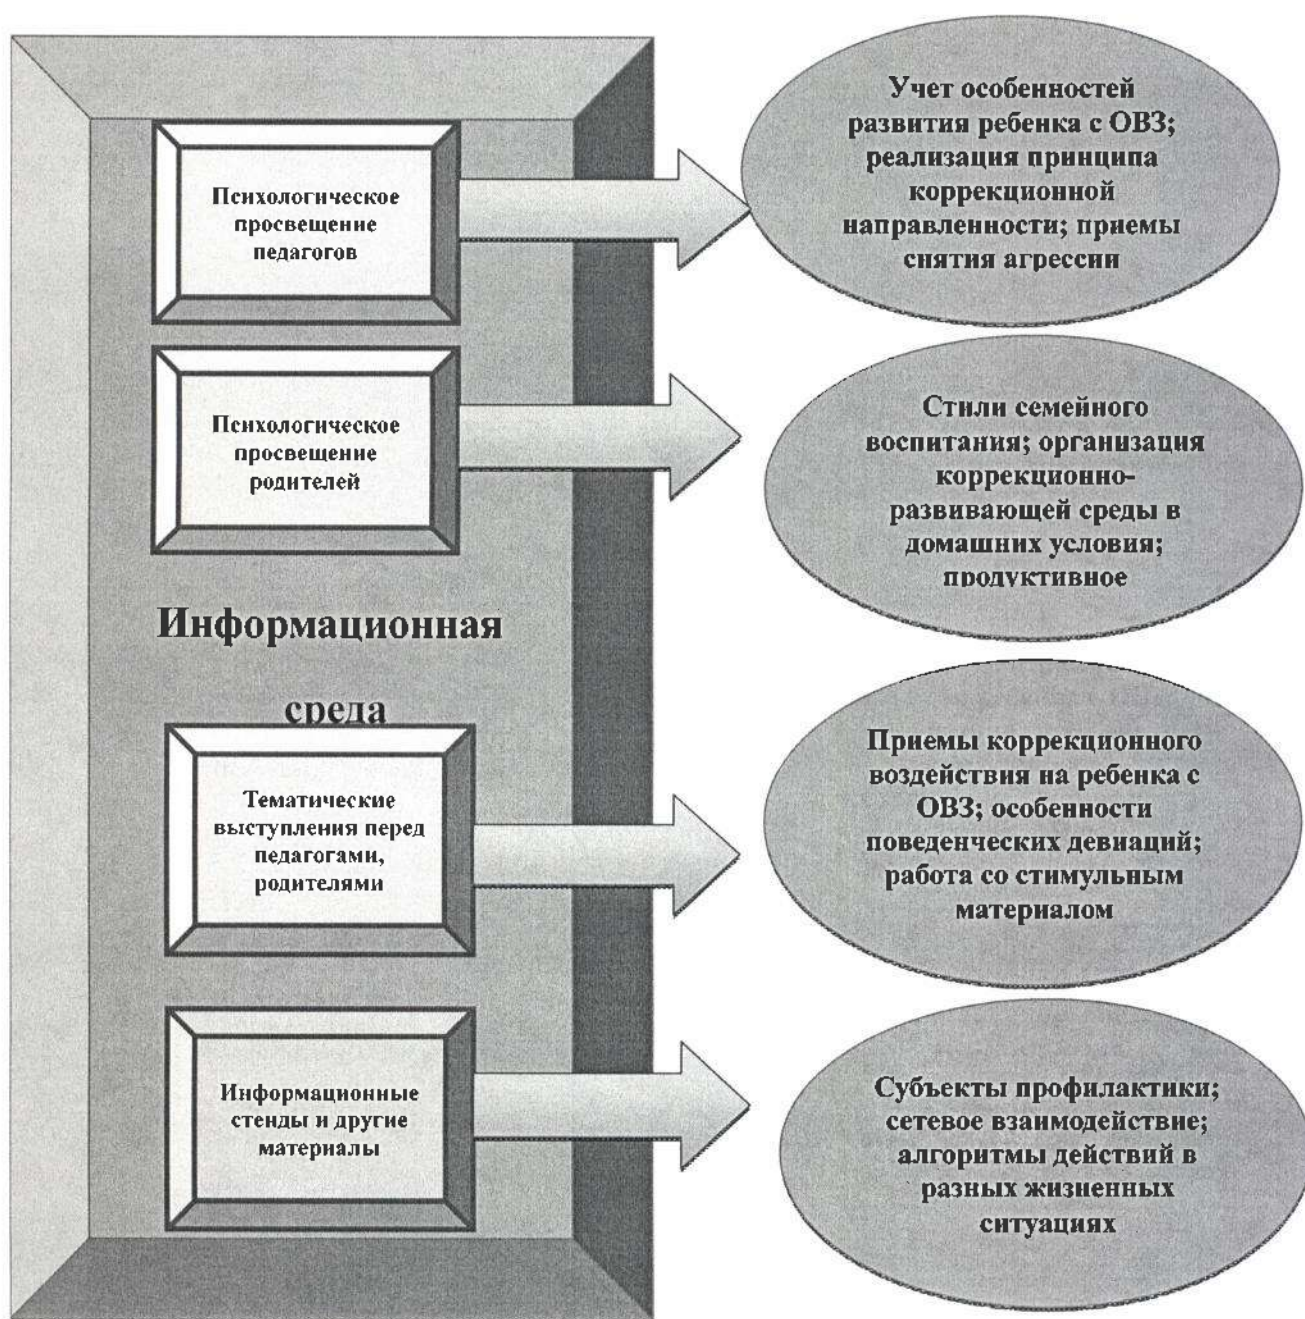 Психологическое
просвещение
педагогов
Учет особенностей
развития ребенка с ОВЗ;
реализация принципа
коррекционной
направленности; приемы
снятия агрессии
Психологическое
просвещение
родителей
Стили семейного
воспитания; организация
коррекционно-
развивающей среды в
домашних условия;
продуктивное
Информационная
среда
Тематические
выступления перед
педагогами,
родителями
Приемы коррекционного
воздействия на ребенка с
ОВЗ; особенности
поведенческих девиаций;
работа со стимульным
материалом
Информационные
стенды и другие
материалы
Субъекты профилактики;
сетевое взаимодействие;
алгоритмы действий в
разных жизненных
ситуациях